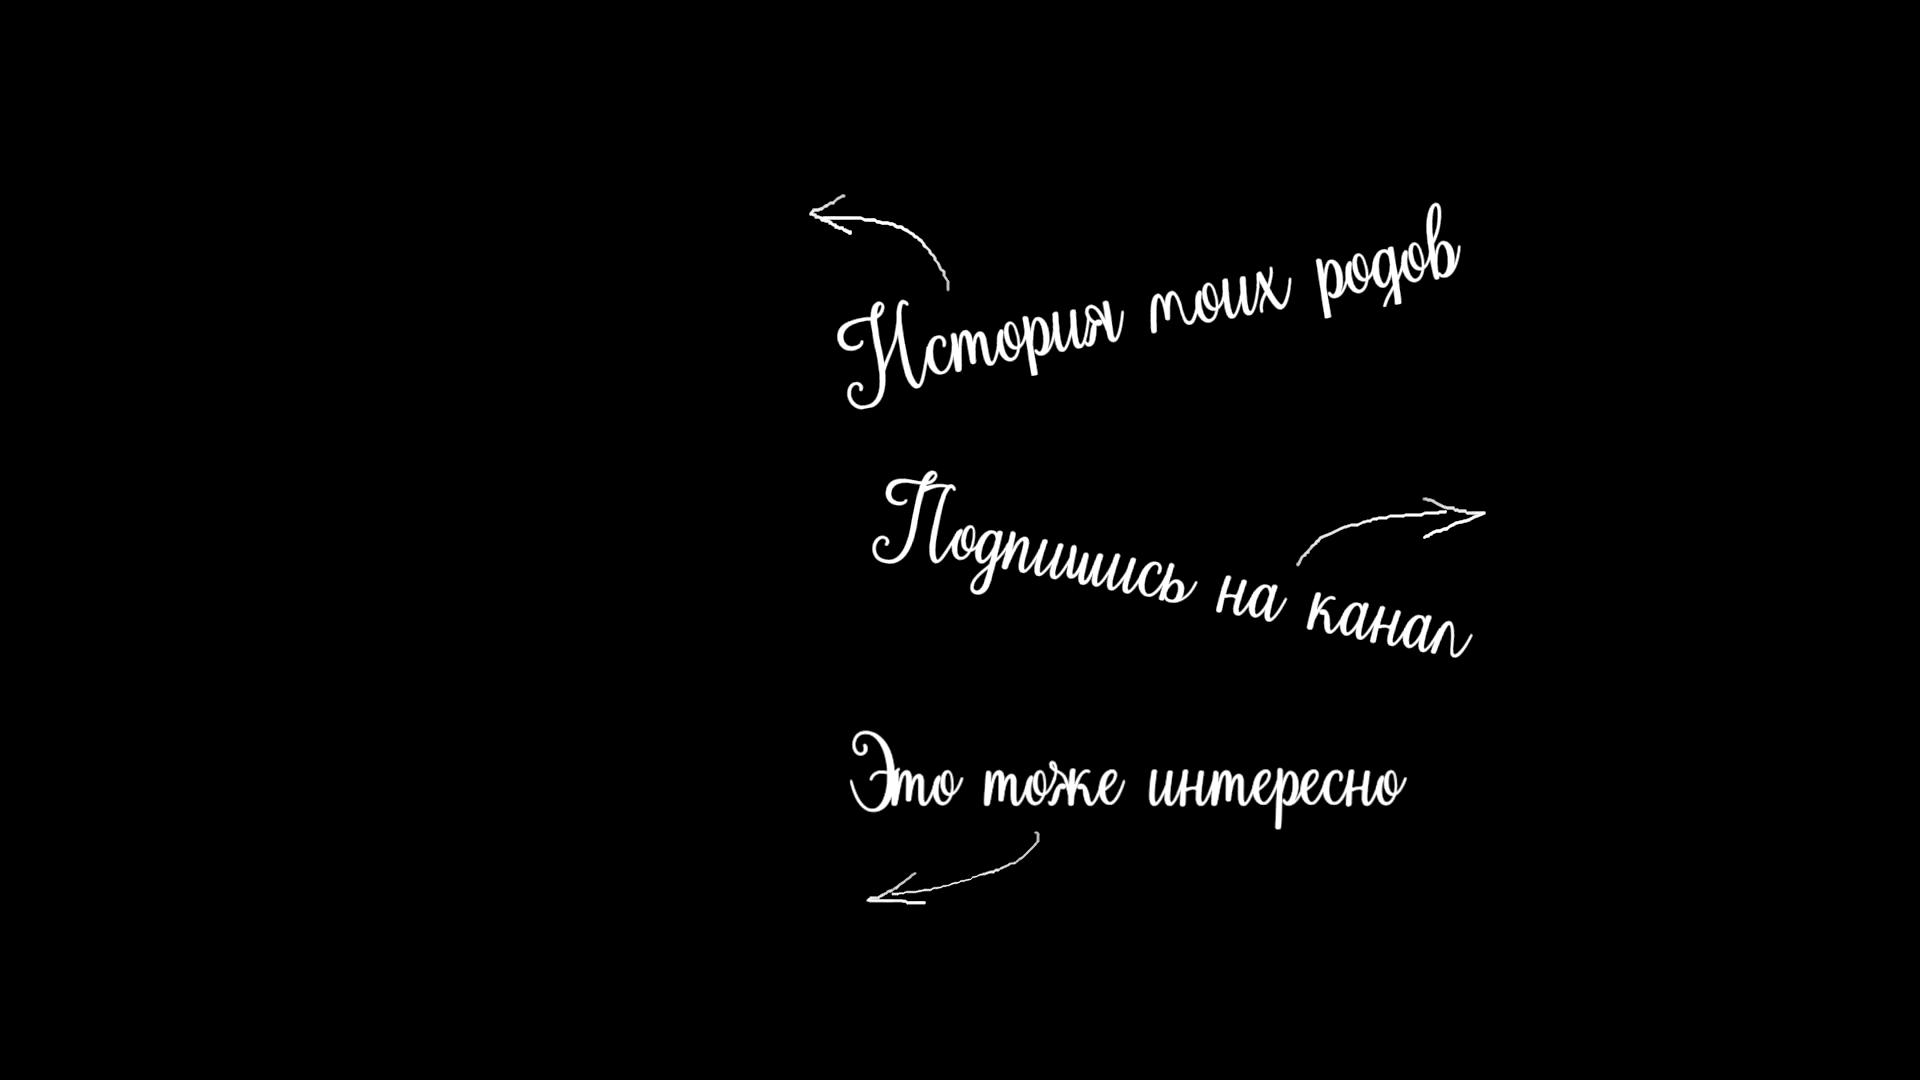 История моих родов
Подпишись на канал
Это тоже интересно